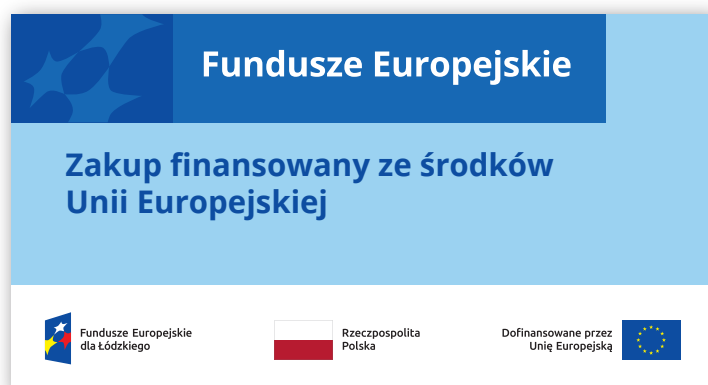 Fundusze Europejskie
Zakup finansowany ze środków
Unii Europejskiej
Fundusze Europejskie
dla Łódzkiego
Rzeczpospolita
Polska
Dofinansowane przez
Unię Europejską